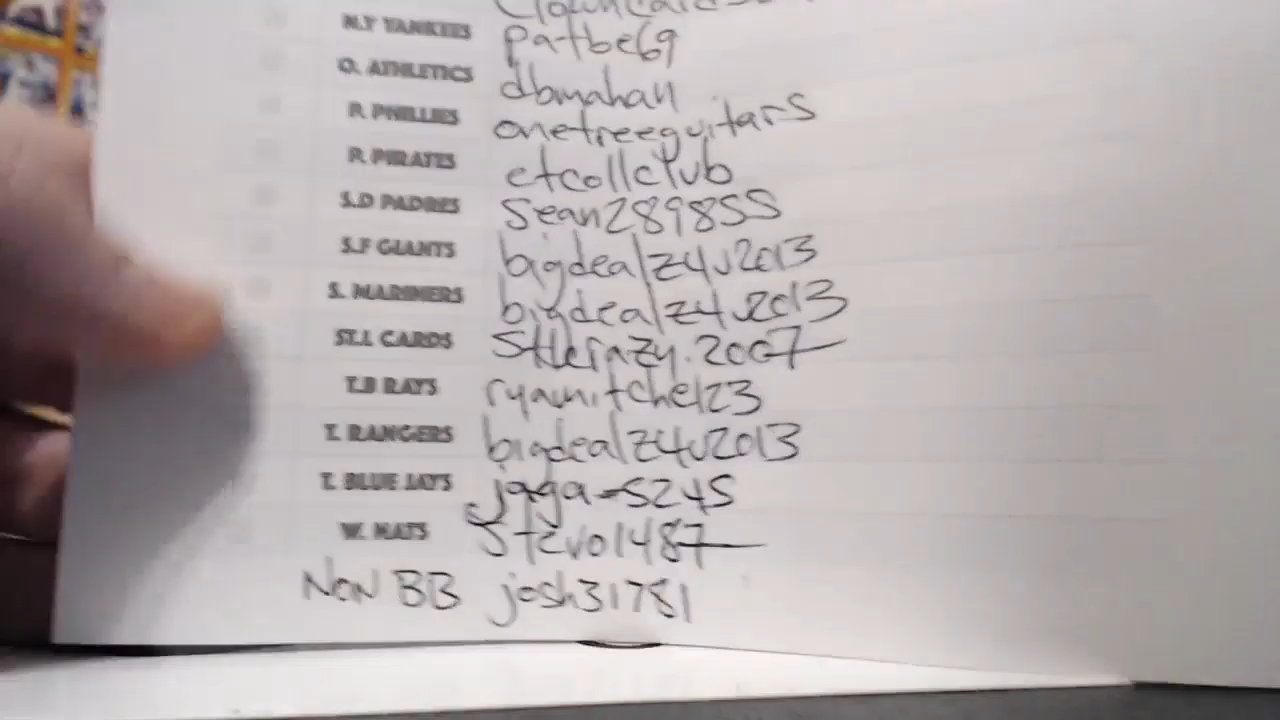 N.Y YANKEES patbe69
O. ATHLETICS dbmahall
P. PHILLIES onetreeguitars
P. PIRATES etcollclub
S.D PADRES Sean289855
S.F GIANTS bigdealz4u2013
S. MARINERS bigdealz4u2013
ST.L CARDS Stlcrazy.2007
T.B RAYS ryanmitchel23
T. RANGERS bigdealz4u2013
T. BLUE JAYS jaga-5245
W. NATS Stevo1487
NON BB josh31781